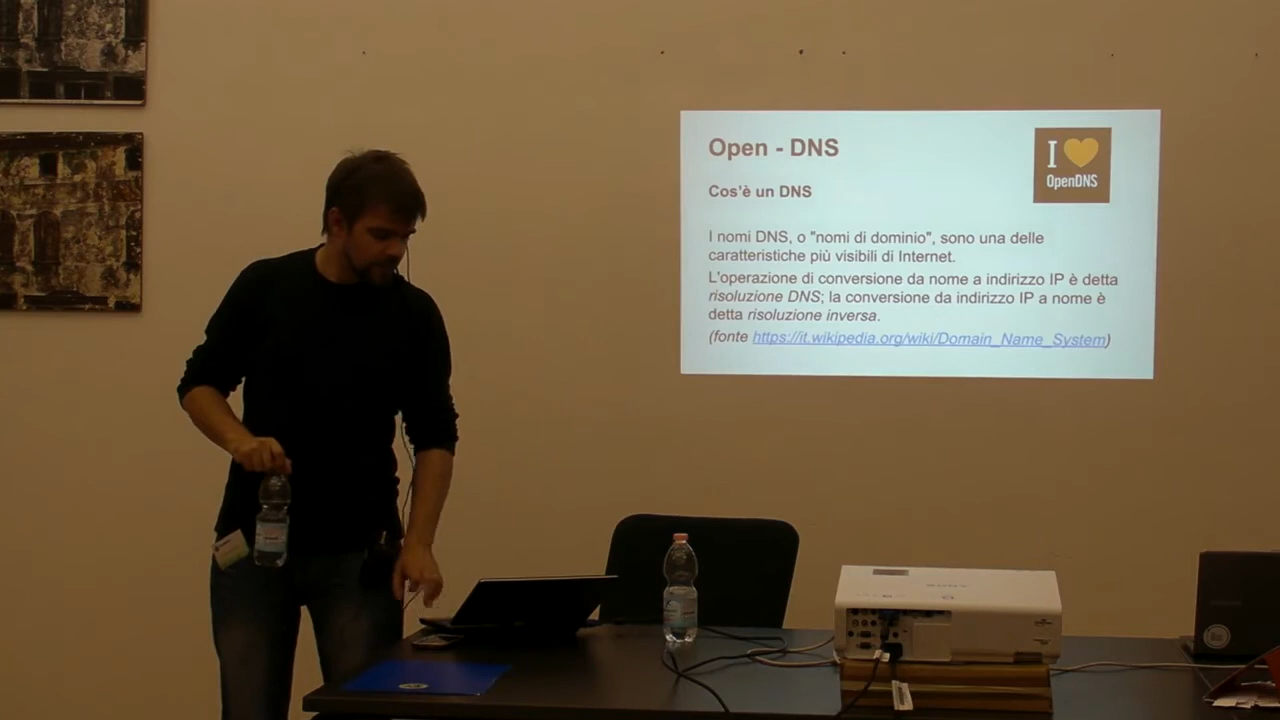 Open - DNS
I
OpenDNS
Cos'è un DNS
I nomi DNS, o "nomi di dominio", sono una delle
caratteristiche più visibili di Internet.
L'operazione di conversione da nome a indirizzo IP è detta
risoluzione DNS; la conversione da indirizzo IP a nome è
detta risoluzione inversa.
(fonte https://it.wikipedia.org/wiki/Domain_Name_System)
SONY